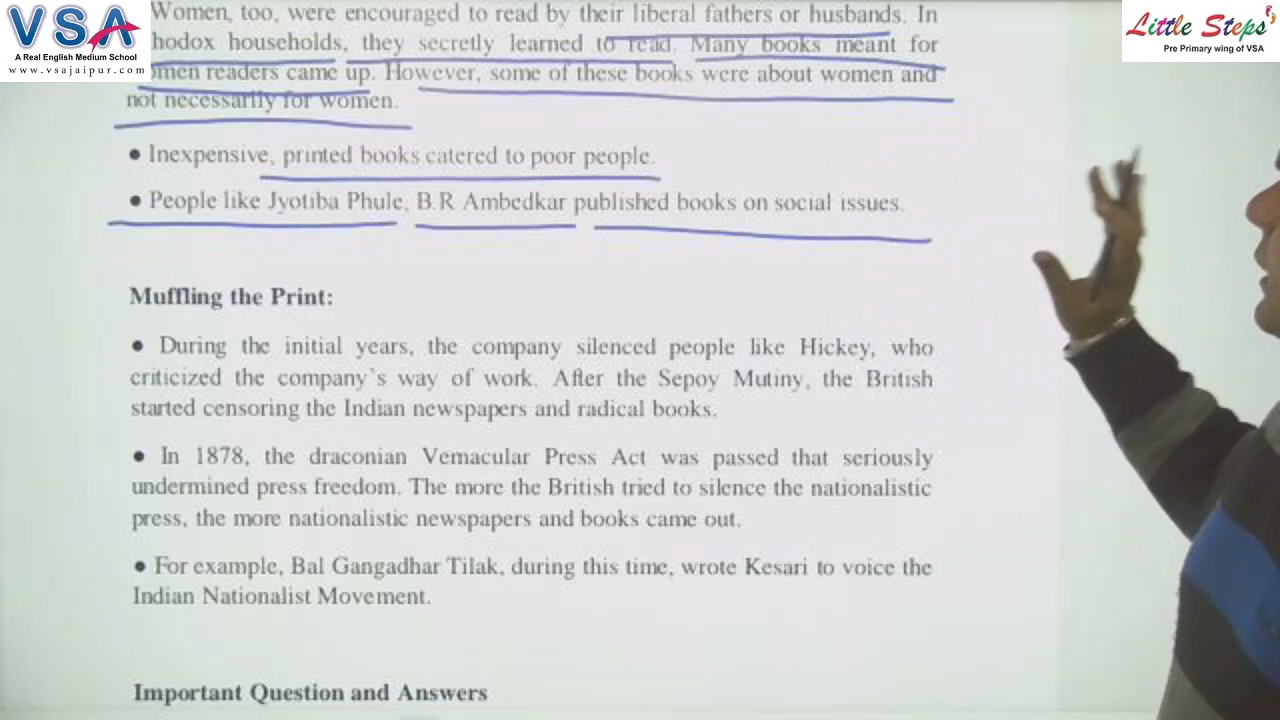 VSA
A Real English Medium School
www.vsajaipur.com
Little Steps
Pre Primary wing of VSA
Women, too, were encouraged to read by their liberal fathers or husbands. In
hodox households, they secretly learned to read. Many books meant for
omen readers came up. However, some of these books were about women and
not necessarily for women.
● Inexpensive, printed books catered to poor people.
● People like Jyotiba Phule, B.R Ambedkar published books on social issues.
Muffling the Print:
● During the initial years, the company silenced people like Hickey, who
criticized the company's way of work. After the Sepoy Mutiny, the British
started censoring the Indian newspapers and radical books.
● In 1878, the draconian Vernacular Press Act was passed that seriously
undermined press freedom. The more the British tried to silence the nationalistic
press, the more nationalistic newspapers and books came out.
● For example, Bal Gangadhar Tilak, during this time, wrote Kesari to voice the
Indian Nationalist Movement.
Important Question and Answers